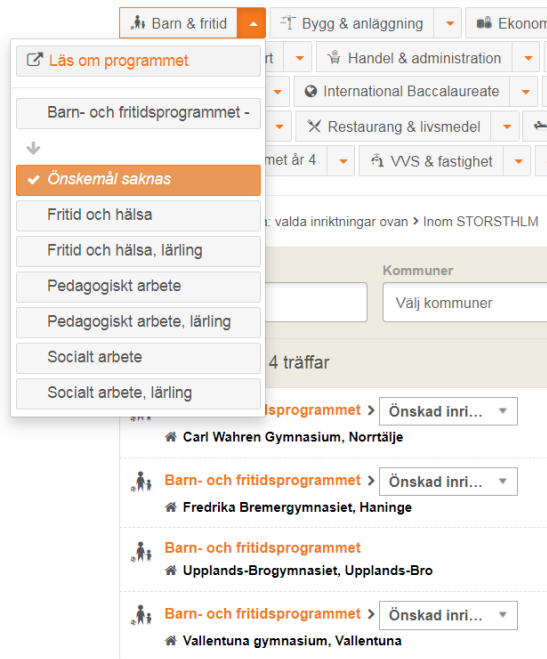 Barn & fritid
Bygg & anläggning
Ekonom
Läs om programmet
rt
Handel & administration
Barn- och fritidsprogrammet -
International Baccalaureate
Restaurang & livsmedel
met år 4
VVS & fastighet
Önskemål saknas
Fritid och hälsa
Fritid och hälsa, lärling
Pedagogiskt arbete
Pedagogiskt arbete, lärling
Socialt arbete
Socialt arbete, lärling
: valda inriktningar ovan > Inom STORSTHLM
Kommuner
Välj kommuner
4 träffar
sprogrammet > Önskad inri...
Carl Wahren Gymnasium, Norrtälje
Barn- och fritidsprogrammet > Önskad inri...
Fredrika Bremergymnasiet, Haninge
Barn- och fritidsprogrammet
Upplands-Brogymnasiet, Upplands-Bro
Barn- och fritidsprogrammet > Önskad inri...
Vallentuna gymnasium, Vallentuna